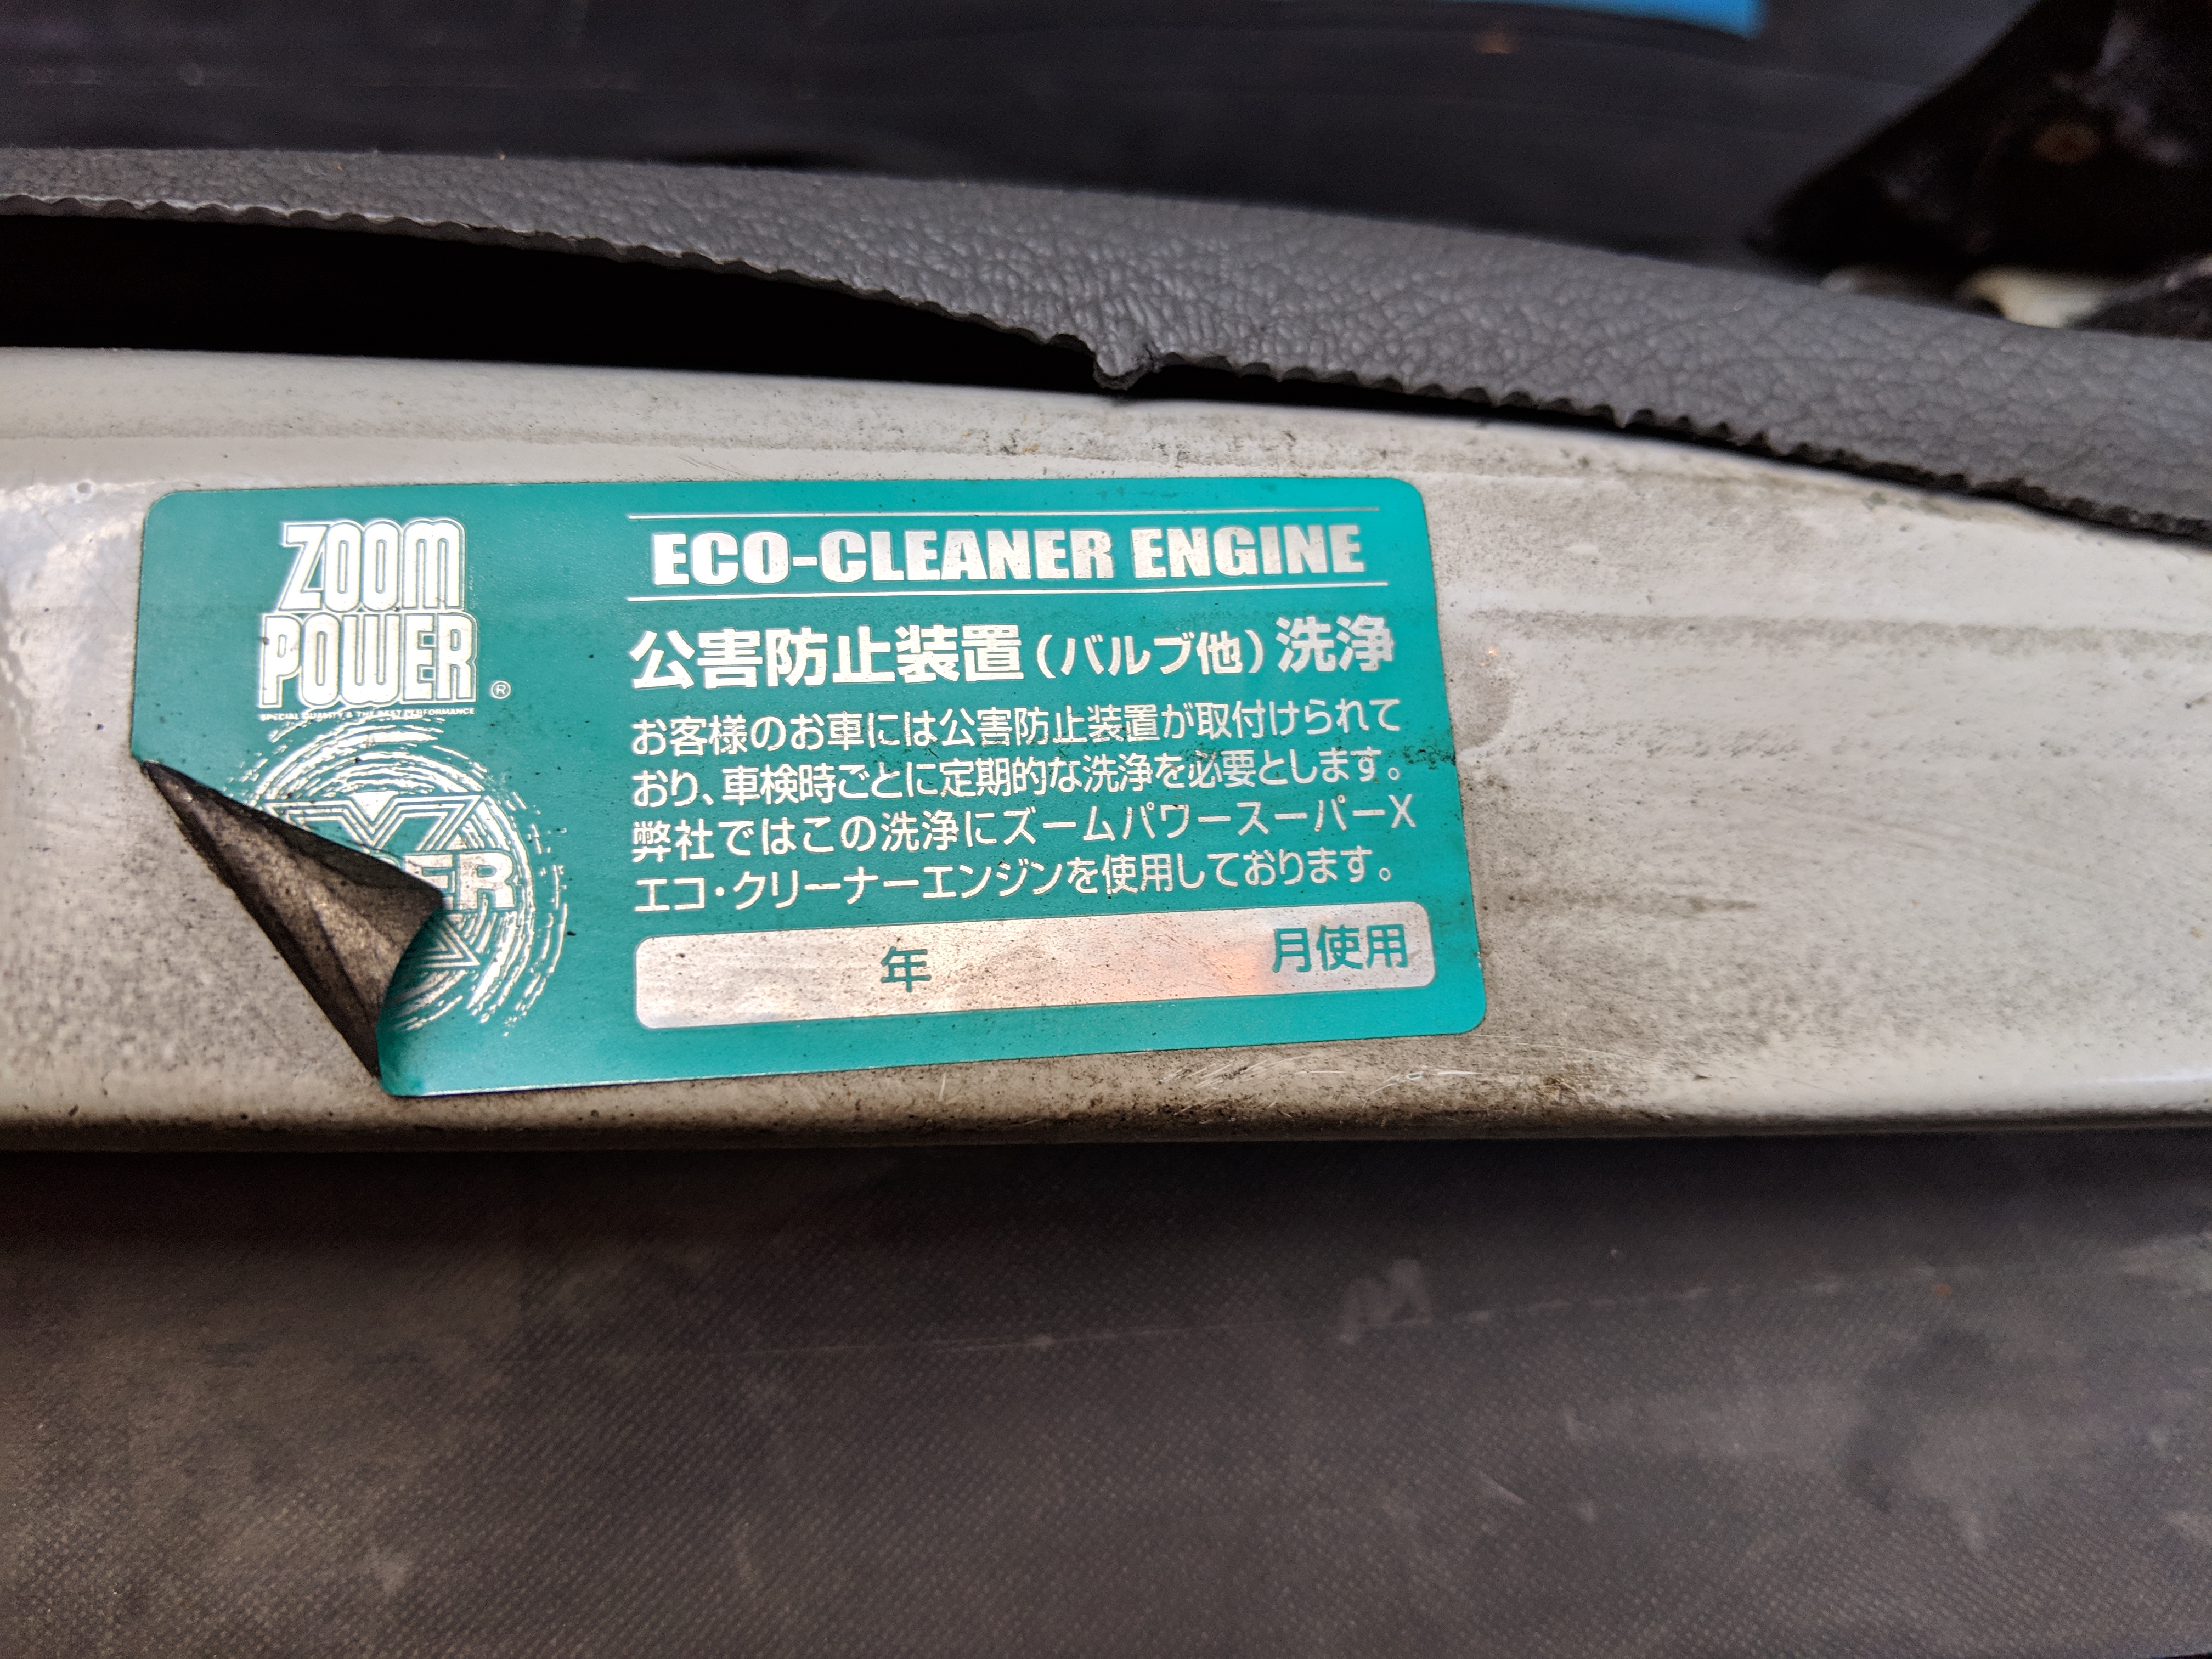 ZOOM
POWER®
SPECIAL QUALITY & THE BEST PERFORMANCE
ECO-CLEANER ENGINE
公害防止装置(バルブ他)洗浄
お客様のお車には公害防止装置が取付けられて
おり、車検時ごとに定期的な洗浄を必要とします。
弊社ではこの洗浄にズームパワースーパーX
エコ・クリーナーエンジンを使用しております。
年 月使用